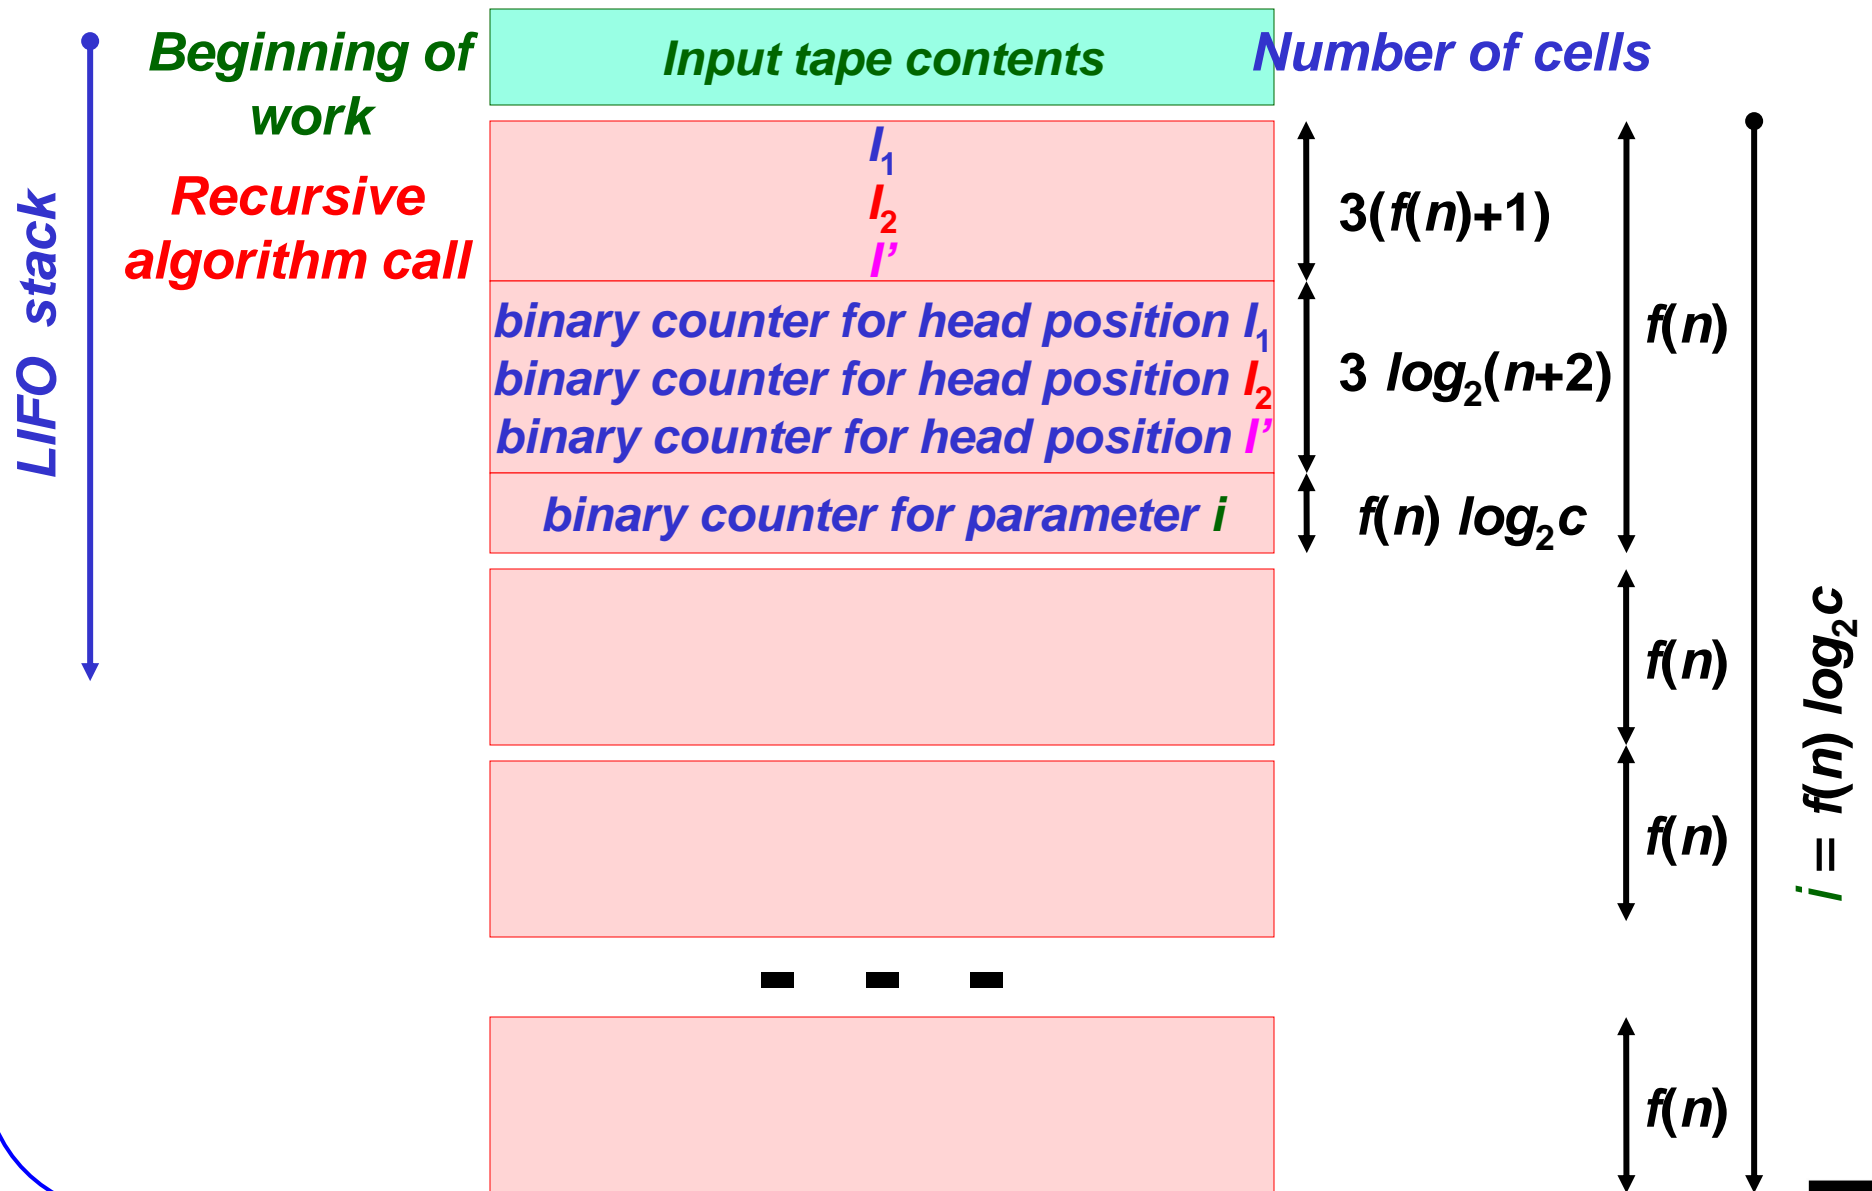 Beginning of
work
Input tape contents
Number of cells
LIFO stack
Recursive
algorithm call
I1
I2
I’
3(f(n)+1)
binary counter for head position I1
binary counter for head position I2
binary counter for head position I’
3 log2(n+2)
f(n)
binary counter for parameter i
f(n) log2c
f(n)
f(n)
i = f(n) log2c
f(n)